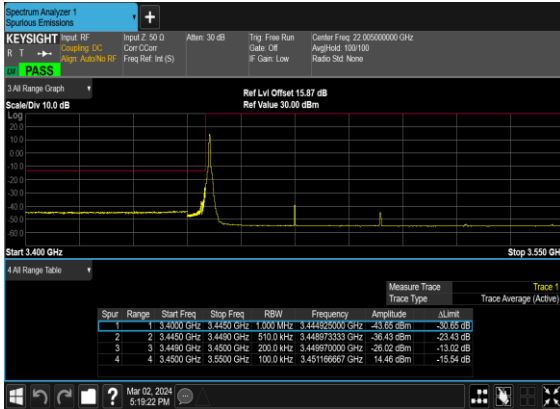 Spectrum Analyzer 1
Spurious Emissions
+
KEYSIGHT Input: RF Input Z: 50 Ω Atten: 30 dB Trig: Free Run Center Freq: 22.005000000 GHz
R T Coupling: DC Corr CCorr Gate: Off Avg|Hold: 100/100
Align: Auto/No RF Freq Ref: Int (S) IF Gain: Low Radio Std: None
PASS
3 All Range Graph
Ref Lvl Offset 15.87 dB
Scale/Div 10.0 dB Ref Value 30.00 dBm
Log
20.0
10.0
0.00
-10.0
-20.0
-30.0
-40.0
-50.0
-60.0
Start 3.400 GHz Stop 3.550 GH
4 All Range Table
Measure Trace Trace 1
Trace Type Trace Average (Active)
Spur Range Start Freq Stop Freq RBW Frequency Amplitude ΔLimit
1 1 3.4000 GHz 3.4450 GHz 1.000 MHz 3.444925000 GHz -43.65 dBm -30.65 dB
2 2 3.4450 GHz 3.4490 GHz 510.0 kHz 3.448973333 GHz -36.43 dBm -23.43 dB
3 3 3.4490 GHz 3.4500 GHz 200.0 kHz 3.449970000 GHz -26.02 dBm -13.02 dB
4 4 3.4500 GHz 3.5500 GHz 100.0 kHz 3.451166667 GHz 14.46 dBm -15.54 dB
?
Mar 02, 2024
5:19:22 PM